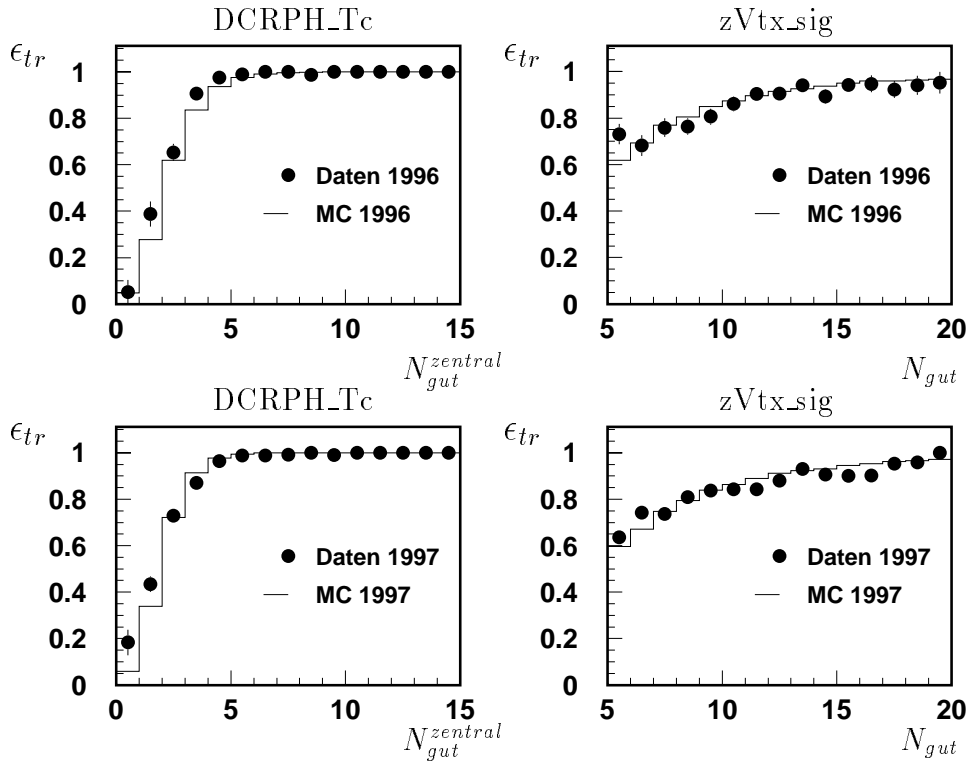 DCRPH_Tc
ϵ_tr
1
0.8
0.6
0.4
0.2
0
Daten 1996
MC 1996
0 5 10 15
N_gut^zentral
zVtx_sig
ϵ_tr
1
0.8
0.6
0.4
0.2
0
Daten 1996
MC 1996
5 10 15 20
N_gut
DCRPH_Tc
ϵ_tr
1
0.8
0.6
0.4
0.2
0
Daten 1997
MC 1997
0 5 10 15
N_gut^zentral
zVtx_sig
ϵ_tr
1
0.8
0.6
0.4
0.2
0
Daten 1997
MC 1997
5 10 15 20
N_gut